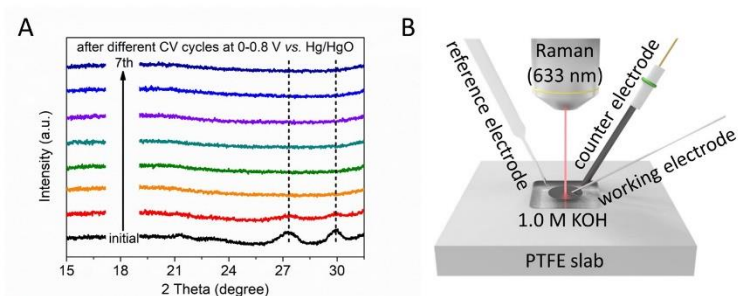 A
after different CV cycles at 0-0.8 V vs. Hg/HgO
7th
initial
Intensity (a.u.)
15 18 21 24 27 30
2 Theta (degree)
B
Raman
(633 nm)
reference electrode
counter electrode
working electrode
1.0 M KOH
PTFE slab